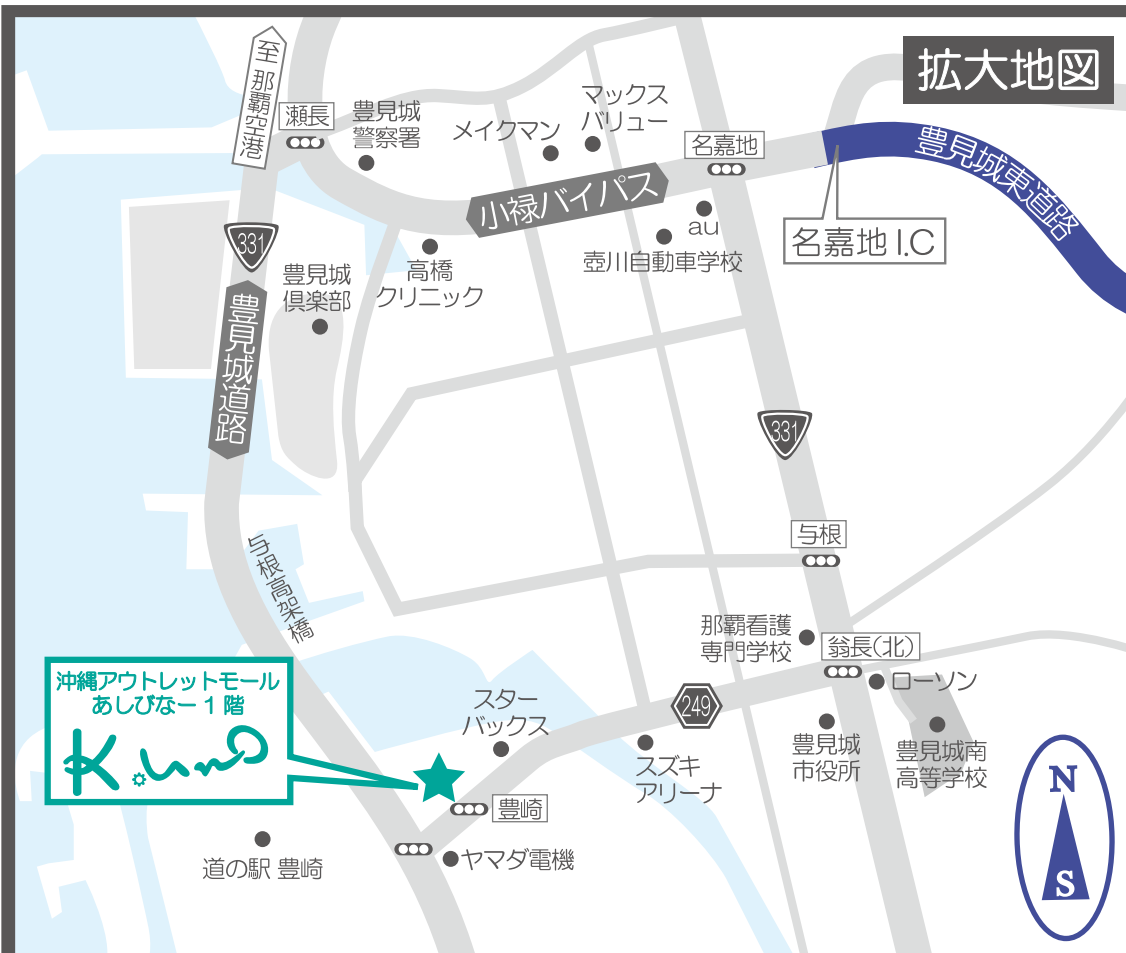 拡大地図
至 那覇空港
瀬長
豊見城
警察署
メイクマン
マックス
バリュー
名嘉地
豊見城東道路
小禄バイパス
au
名嘉地 I.C
壺川自動車学校
331
豊見城
倶楽部
高橋
クリニック
豊見城道路
331
与根
与根高架橋
那覇看護
専門学校
翁長(北)
ローソン
沖縄アウトレットモール
あしびなー 1 階
スター
バックス
249
スズキ
アリーナ
豊見城
市役所
豊見城南
高等学校
豊崎
ヤマダ電機
道の駅 豊崎
N
S